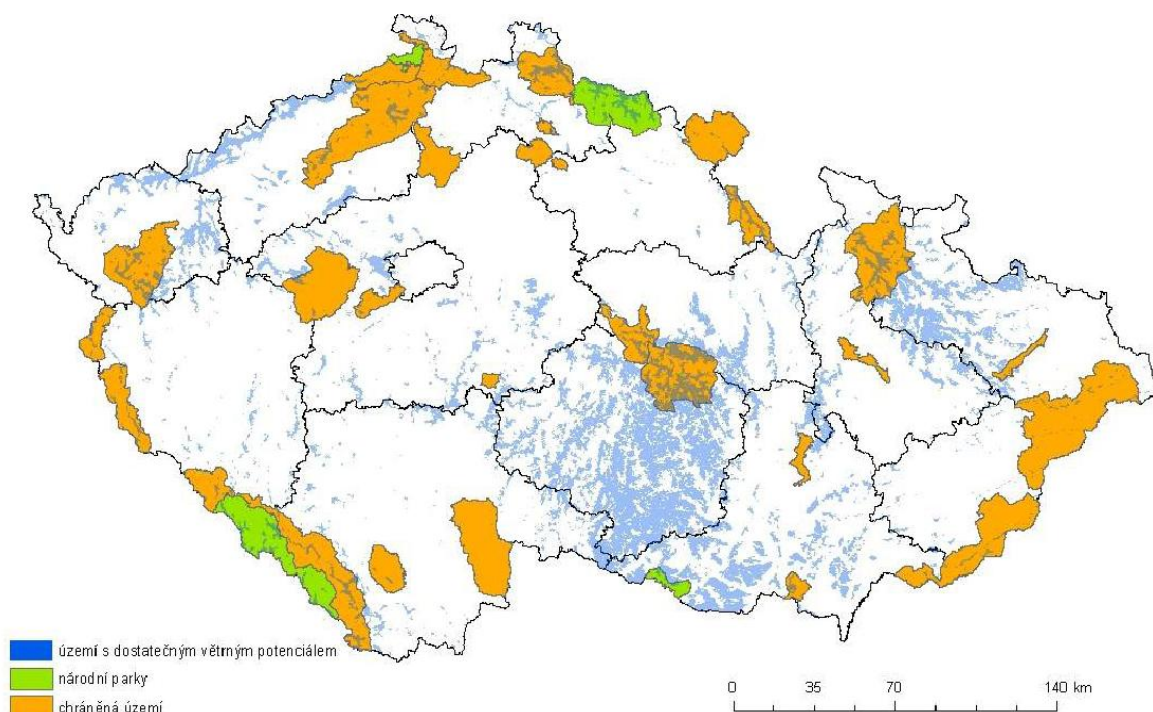 území s dostatečným větrným potenciálem
národní parky
chráněná území
0 35 70 140 km